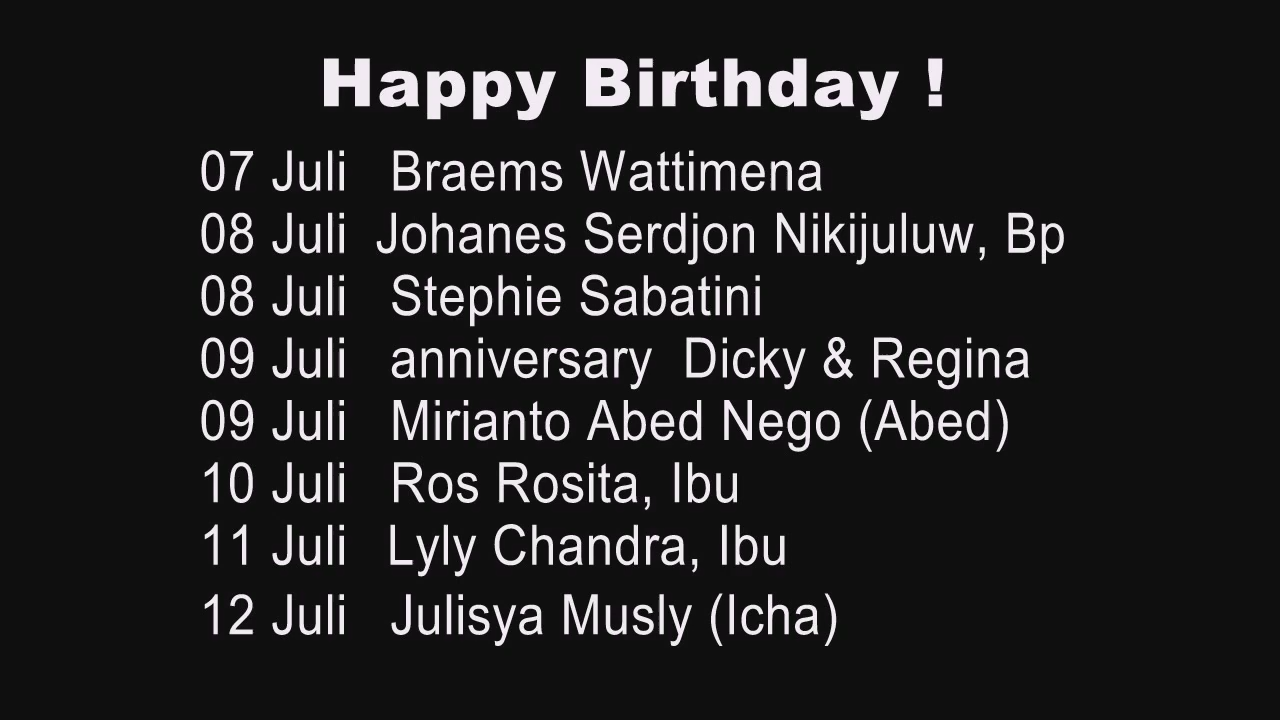 Happy Birthday !
07 Juli Braems Wattimena
08 Juli Johanes Serdjon Nikijuluw, Bp
08 Juli Stephie Sabatini
09 Juli anniversary Dicky & Regina
09 Juli Mirianto Abed Nego (Abed)
10 Juli Ros Rosita, Ibu
11 Juli Lyly Chandra, Ibu
12 Juli Julisya Musly (Icha)